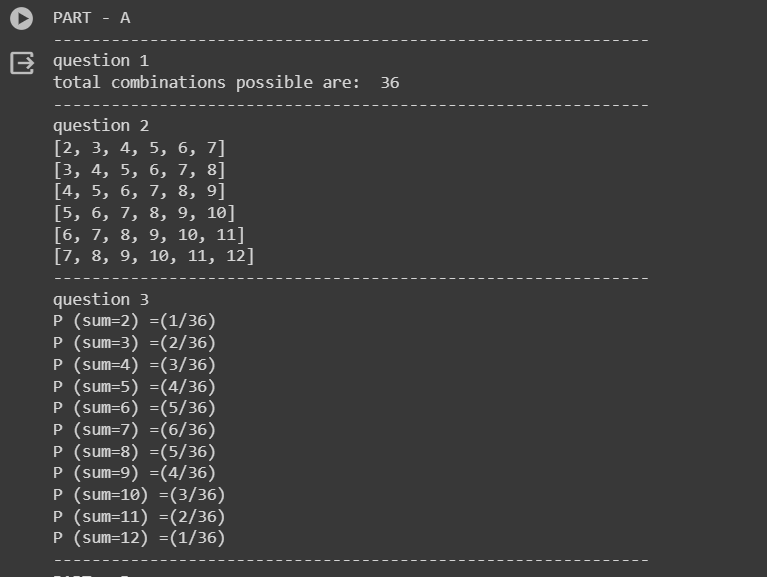 PART - A
--------------------------------------------------------------
question 1
total combinations possible are:  36
--------------------------------------------------------------
question 2
[2, 3, 4, 5, 6, 7]
[3, 4, 5, 6, 7, 8]
[4, 5, 6, 7, 8, 9]
[5, 6, 7, 8, 9, 10]
[6, 7, 8, 9, 10, 11]
[7, 8, 9, 10, 11, 12]
--------------------------------------------------------------
question 3
P (sum=2) =(1/36)
P (sum=3) =(2/36)
P (sum=4) =(3/36)
P (sum=5) =(4/36)
P (sum=6) =(5/36)
P (sum=7) =(6/36)
P (sum=8) =(5/36)
P (sum=9) =(4/36)
P (sum=10) =(3/36)
P (sum=11) =(2/36)
P (sum=12) =(1/36)
--------------------------------------------------------------